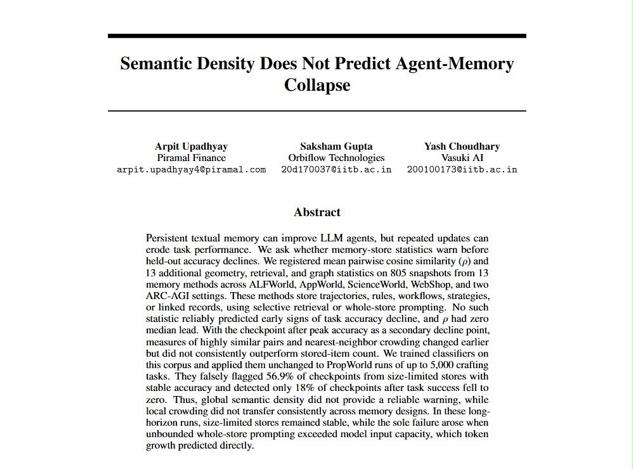 Semantic Density Does Not Predict Agent-Memory
Collapse
Arpit Upadhyay Saksham Gupta Yash Choudhary
Piramal Finance Orbiflow Technologies Vasuki AI
arpit.upadhyay4@piramal.com 20d170037@iitb.ac.in 200100173@iitb.ac.in
Abstract
Persistent textual memory can improve LLM agents, but repeated updates can
erode task performance. We ask whether memory-store statistics warn before
held-out accuracy declines. We registered mean pairwise cosine similarity (ρ) and
13 additional geometry, retrieval, and graph statistics on 805 snapshots from 13
memory methods across ALFWorld, AppWorld, ScienceWorld, WebShop, and two
ARC-AGI settings. These methods store trajectories, rules, workflows, strategies,
or linked records, using selective retrieval or whole-store prompting. No such
statistic reliably predicted early signs of task accuracy decline, and ρ had zero
median lead. With the checkpoint after peak accuracy as a secondary decline point,
measures of highly similar pairs and nearest-neighbor crowding changed earlier
but did not consistently outperform stored-item count. We trained classifiers on
this corpus and applied them unchanged to PropWorld runs of up to 5,000 crafting
tasks. They falsely flagged 56.9% of checkpoints from size-limited stores with
stable accuracy and detected only 18% of checkpoints after task success fell to
zero. Thus, global semantic density did not provide a reliable warning, while
local crowding did not transfer consistently across memory designs. In these long-
horizon runs, size-limited stores remained stable, while the sole failure arose when
unbounded whole-store prompting exceeded model input capacity, which token
growth predicted directly.